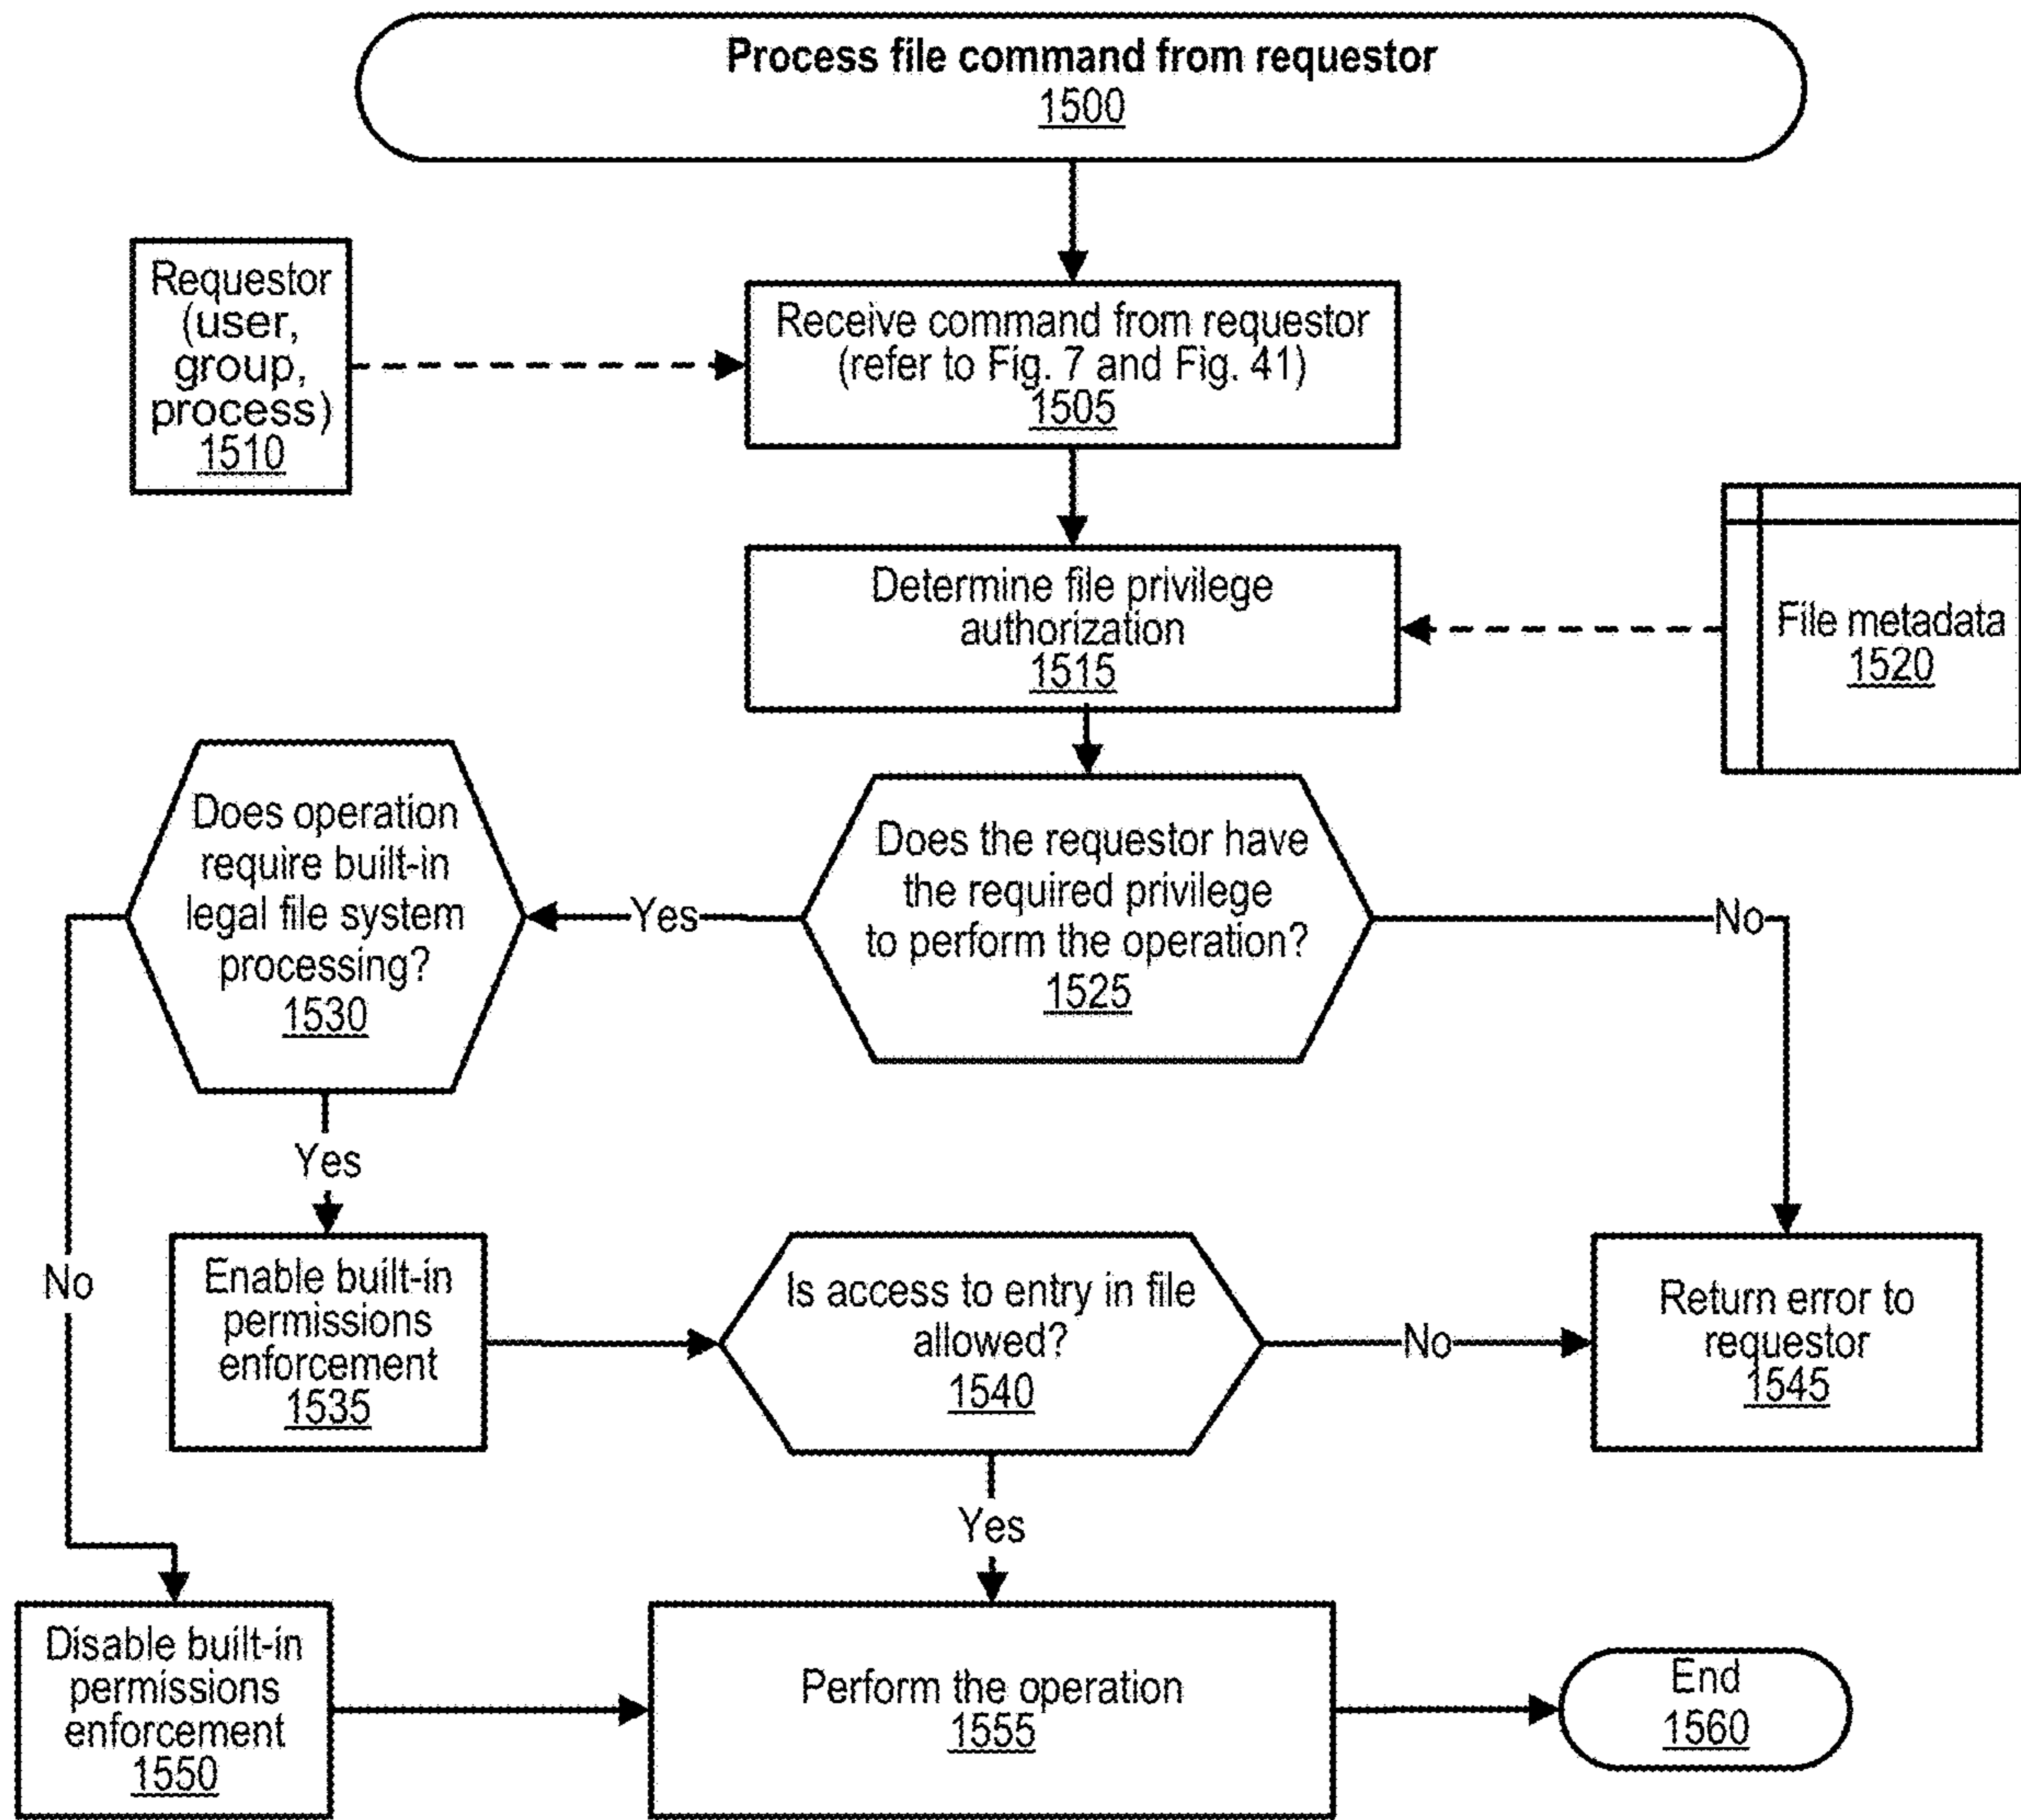 Process file command from requestor
1500
Requestor
(user,
group,
process)
1510
Receive command from requestor
(refer to Fig. 7 and Fig. 41)
1505
Determine file privilege
authorization
1515
File metadata
1520
Does operation
require built-in
legal file system
processing?
1530
Yes
Does the requestor have
the required privilege
to perform the operation?
1525
No
Yes
No
Enable built-in
permissions
enforcement
1535
Is access to entry in file
allowed?
1540
No
Return error to
requestor
1545
Yes
Disable built-in
permissions
enforcement
1550
Perform the operation
1555
End
1560